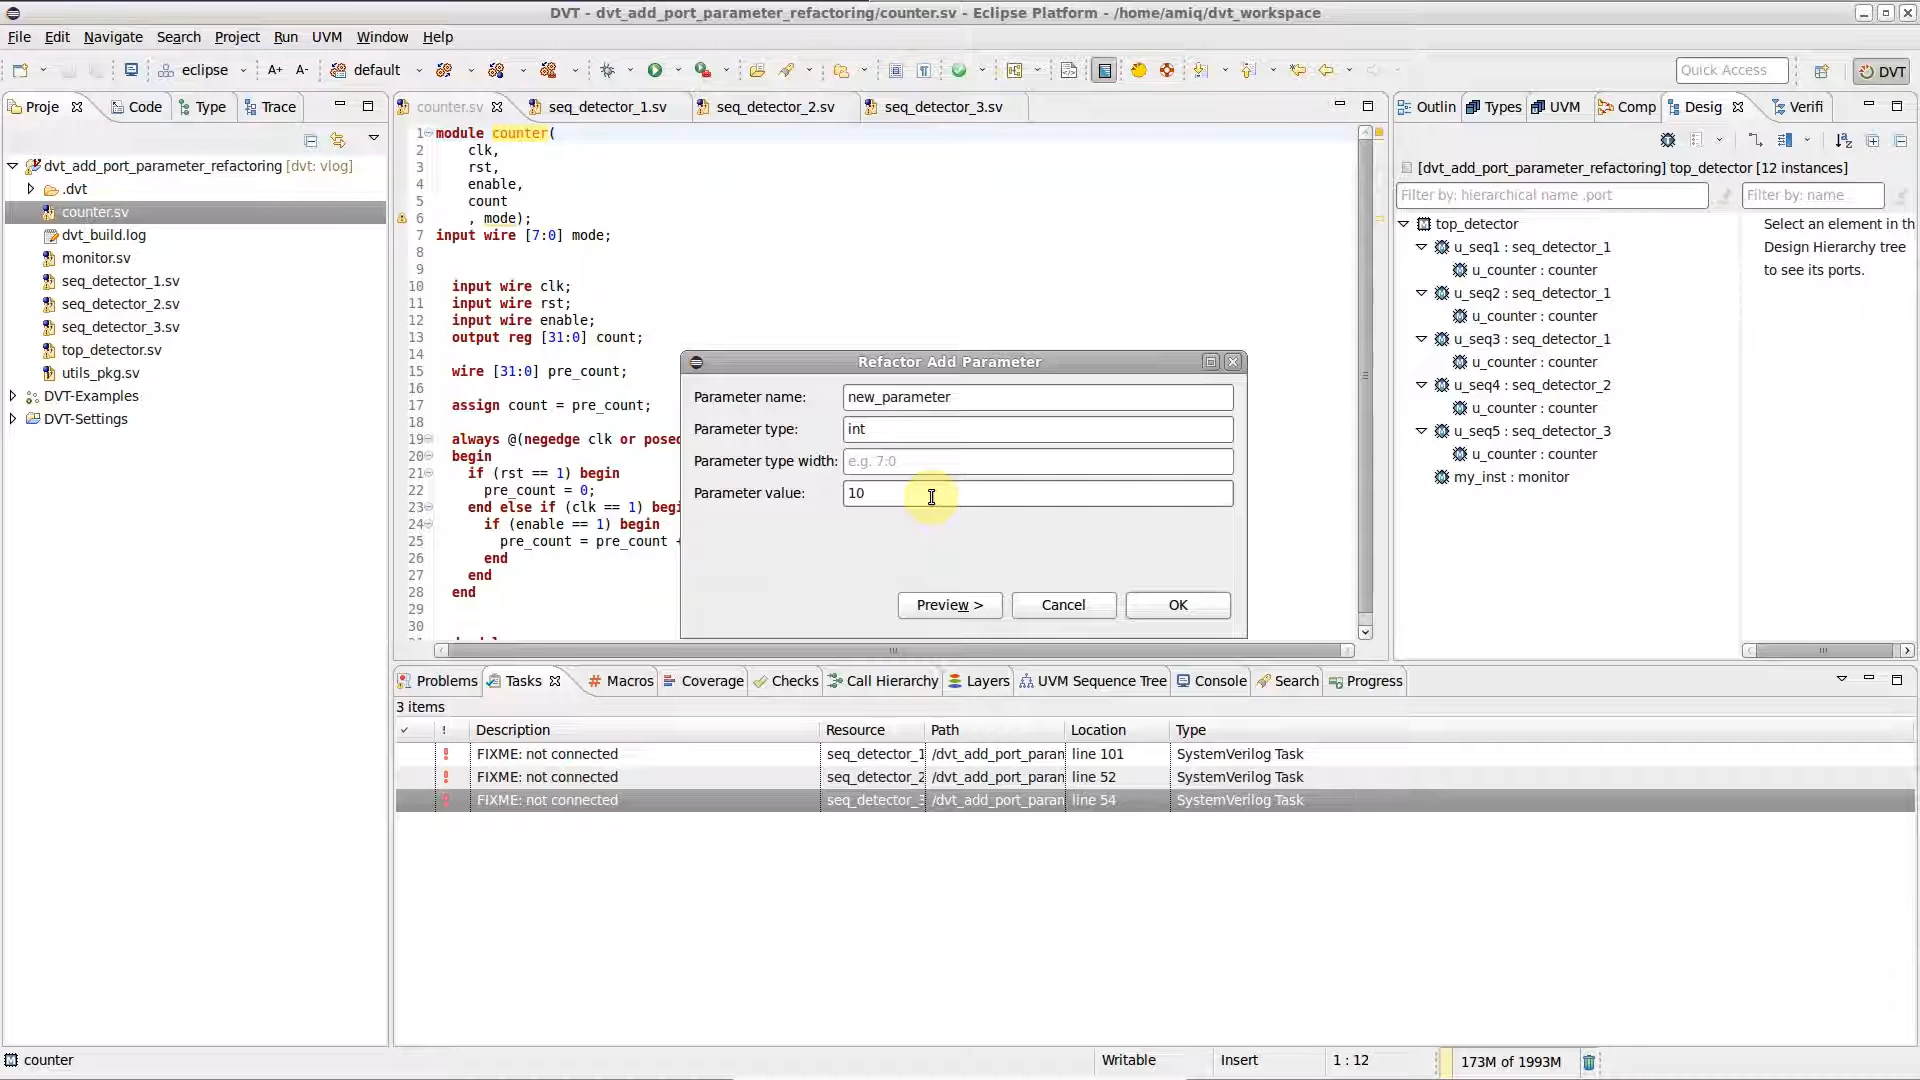 DVT - dvt_add_port_parameter_refactoring/counter.sv - Eclipse Platform - /home/amiq/dvt_workspace
File Edit Navigate Search Project Run UVM Window Help
eclipse A+ A- default Quick Access DVT
Proje Code Type Trace
dvt_add_port_parameter_refactoring [dvt: vlog]
.dvt
counter.sv
dvt_build.log
monitor.sv
seq_detector_1.sv
seq_detector_2.sv
seq_detector_3.sv
top_detector.sv
utils_pkg.sv
DVT-Examples
DVT-Settings
counter.sv seq_detector_1.sv seq_detector_2.sv seq_detector_3.sv
1 module counter(
2 clk,
3 rst,
4 enable,
5 count
6 , mode);
7 input wire [7:0] mode;
8
9
10 input wire clk;
11 input wire rst;
12 input wire enable;
13 output reg [31:0] count;
14
15 wire [31:0] pre_count;
16
17 assign count = pre_count;
18
19 always @(negedge clk or posed
20 begin
21 if (rst == 1) begin
22 pre_count = 0;
23 end else if (clk == 1) begi
24 if (enable == 1) begin
25 pre_count = pre_count +
26 end
27 end
28 end
29
30
Refactor Add Parameter
Parameter name: new_parameter
Parameter type: int
Parameter type width: e.g. 7:0
Parameter value: 10
Preview > Cancel OK
Outlin Types UVM Comp Desig Verifi
[dvt_add_port_parameter_refactoring] top_detector [12 instances]
Filter by: hierarchical name .port Filter by: name
top_detector
u_seq1 : seq_detector_1
u_counter : counter
u_seq2 : seq_detector_1
u_counter : counter
u_seq3 : seq_detector_1
u_counter : counter
u_seq4 : seq_detector_2
u_counter : counter
u_seq5 : seq_detector_3
u_counter : counter
my_inst : monitor
Select an element in th
Design Hierarchy tree
to see its ports.
Problems Tasks Macros Coverage Checks Call Hierarchy Layers UVM Sequence Tree Console Search Progress
3 items
! Description Resource Path Location Type
FIXME: not connected seq_detector_1 /dvt_add_port_paran line 101 SystemVerilog Task
FIXME: not connected seq_detector_2 /dvt_add_port_paran line 52 SystemVerilog Task
FIXME: not connected seq_detector_3 /dvt_add_port_paran line 54 SystemVerilog Task
counter Writable Insert 1 : 12 173M of 1993M